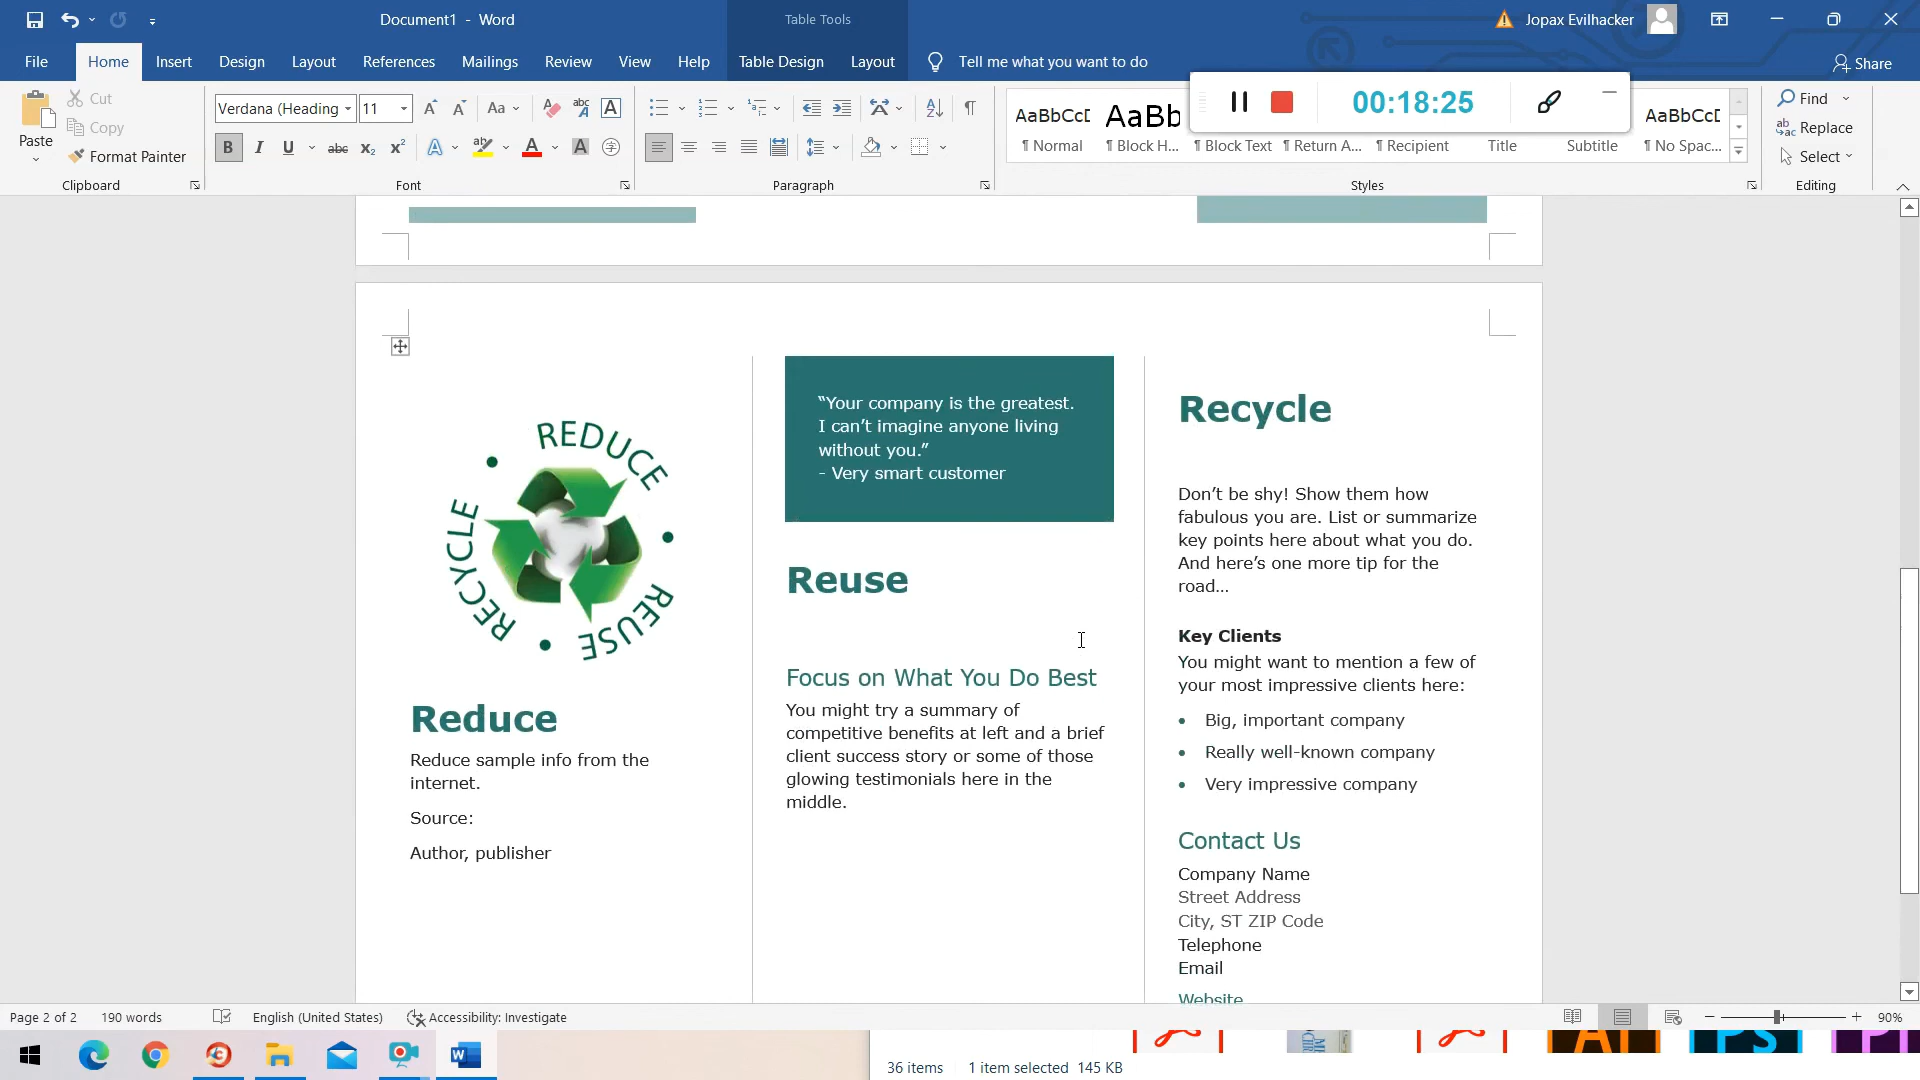 Document1 - Word
Table Tools
Jopax Evilhacker
File
Home
Insert
Design
Layout
References
Mailings
Review
View
Help
Table Design
Layout
Tell me what you want to do
Share
Paste
Cut
Copy
Format Painter
Clipboard
Verdana (Heading
11
Aa
abc
A
B
I
U
abc
x₂
x²
A
ab
A
A
Font
Paragraph
00:18:25
AaBbCcD
AaBb
AaBbCcD
¶ Normal
¶ Block H...
¶ Block Text
¶ Return A...
¶ Recipient
Title
Subtitle
¶ No Spac...
Styles
Find
Replace
Select
Editing
REDUCE
REUSE
RECYCLE
Reduce
Reduce sample info from the
internet.
Source:
Author, publisher
“Your company is the greatest.
I can’t imagine anyone living
without you.”
- Very smart customer
Reuse
Focus on What You Do Best
You might try a summary of
competitive benefits at left and a brief
client success story or some of those
glowing testimonials here in the
middle.
Recycle
Don’t be shy! Show them how
fabulous you are. List or summarize
key points here about what you do.
And here’s one more tip for the
road…
Key Clients
You might want to mention a few of
your most impressive clients here:
• Big, important company
• Really well-known company
• Very impressive company
Contact Us
Company Name
Street Address
City, ST ZIP Code
Telephone
Email
Website
Page 2 of 2
190 words
English (United States)
Accessibility: Investigate
90%
36 items
1 item selected 145 KB